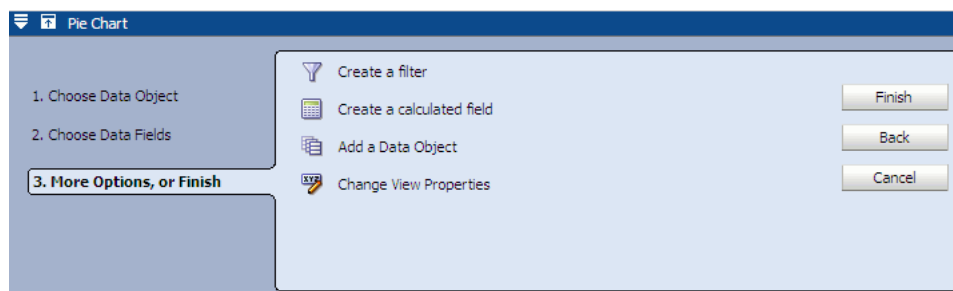 Pie Chart
1. Choose Data Object
2. Choose Data Fields
3. More Options, or Finish
Create a filter
Create a calculated field
Add a Data Object
Change View Properties
Finish
Back
Cancel